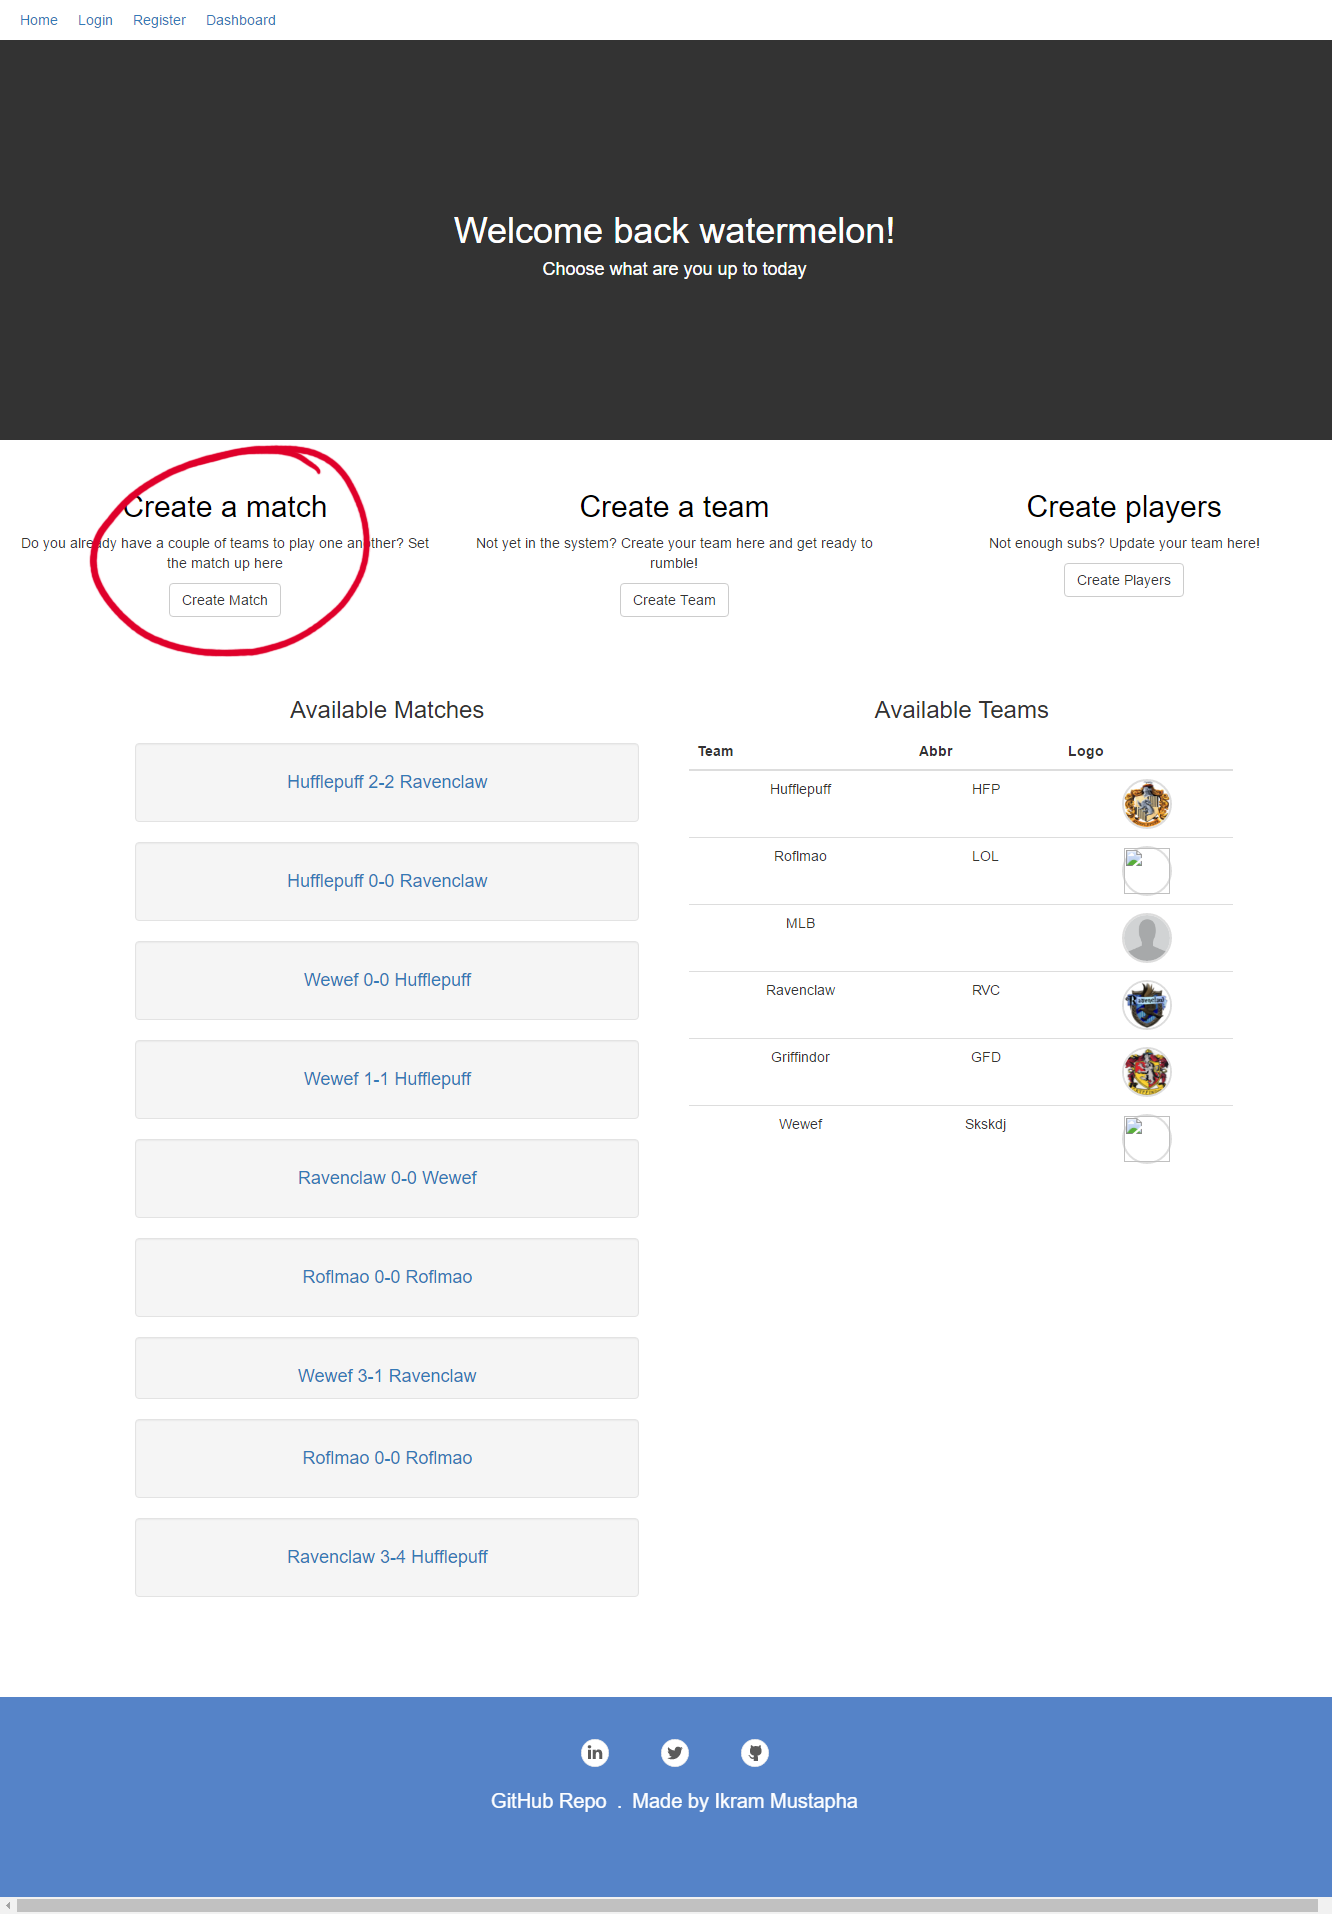 Home Login Register Dashboard
Welcome back watermelon!
Choose what are you up to today
Create a match
Do you already have a couple of teams to play one another? Set
the match up here
Create Match
Create a team
Not yet in the system? Create your team here and get ready to
rumble!
Create Team
Create players
Not enough subs? Update your team here!
Create Players
Available Matches
Hufflepuff 2-2 Ravenclaw
Hufflepuff 0-0 Ravenclaw
Wewef 0-0 Hufflepuff
Wewef 1-1 Hufflepuff
Ravenclaw 0-0 Wewef
Roflmao 0-0 Roflmao
Wewef 3-1 Ravenclaw
Roflmao 0-0 Roflmao
Ravenclaw 3-4 Hufflepuff
Available Teams
Team Abbr Logo
Hufflepuff HFP
Roflmao LOL
MLB
Ravenclaw RVC
Griffindor GFD
Wewef Skskdj
in
GitHub Repo . Made by Ikram Mustapha